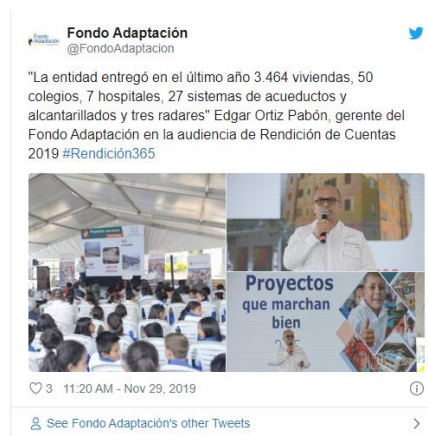 Fondo Adaptación
@FondoAdaptacion
"La entidad entregó en el último año 3.464 viviendas, 50
colegios, 7 hospitales, 27 sistemas de acueductos y
alcantarillados y tres radares" Edgar Ortiz Pabón, gerente del
Fondo Adaptación en la audiencia de Rendición de Cuentas
2019 #Rendición365
Proyectos
que marchan
bien
3 11:20 AM - Nov 29, 2019
See Fondo Adaptación's other Tweets